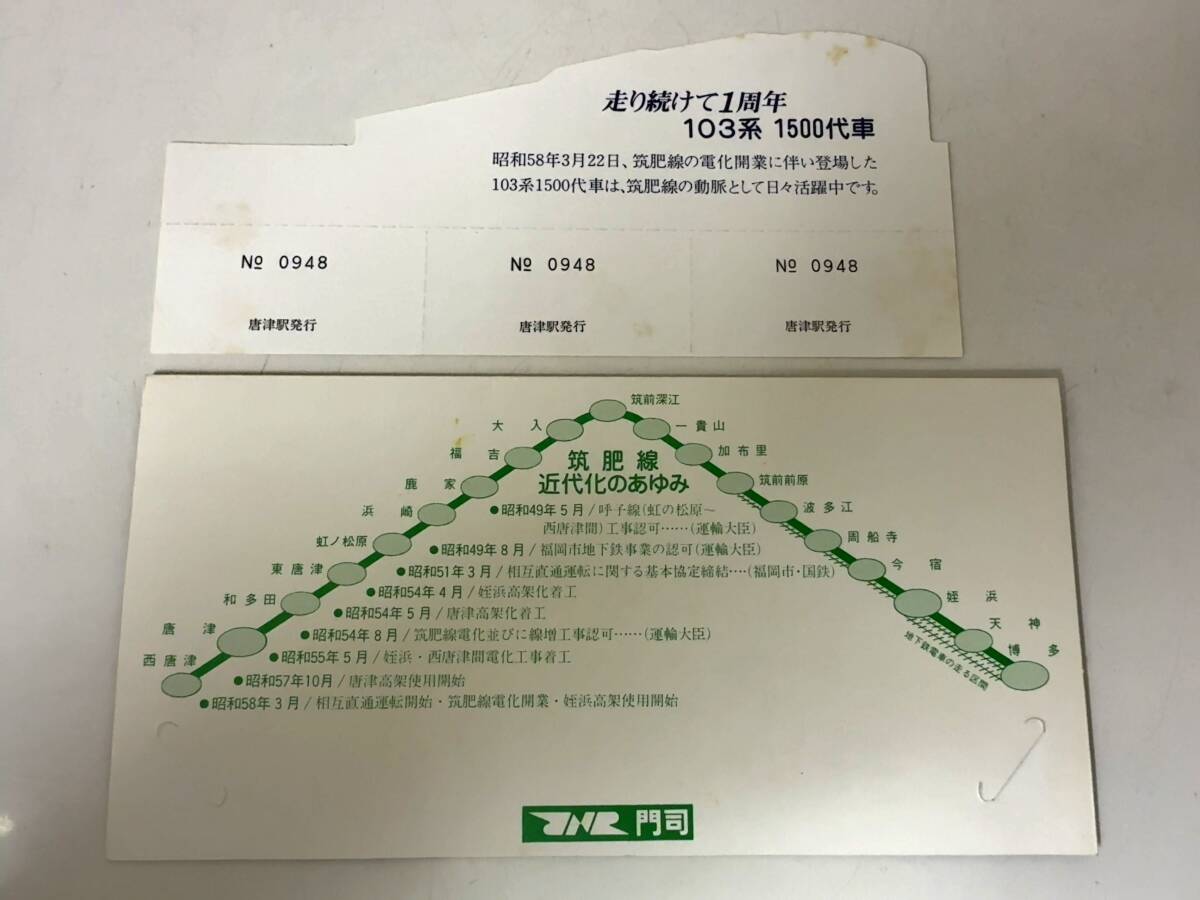 走り続けて1周年
103系 1500代車
昭和58年3月22日、筑肥線の電化開業に伴い登場した
103系1500代車は、筑肥線の動脈として日々活躍中です。
№ 0948
№ 0948
№ 0948
唐津駅発行
唐津駅発行
唐津駅発行
筑前深江
大入
一貴山
福吉
加布里
鹿家
筑前前原
浜崎
波多江
虹ノ松原
周船寺
東唐津
今宿
和多田
姪浜
唐津
天神
西唐津
博多
地下鉄電車の走る区間
筑肥線
近代化のあゆみ
●昭和49年5月/呼子線(虹の松原〜
西唐津間)工事認可……(運輸大臣)
●昭和49年8月/福岡市地下鉄事業の認可(運輸大臣)
●昭和51年3月/相互直通運転に関する基本協定締結‥‥(福岡市・国鉄)
●昭和54年4月/姪浜高架化着工
●昭和54年5月/唐津高架化着工
●昭和54年8月/筑肥線電化並びに線増工事認可……(運輸大臣)
●昭和55年5月/姪浜・西唐津間電化工事着工
●昭和57年10月/唐津高架使用開始
●昭和58年3月/相互直通運転開始・筑肥線電化開業・姪浜高架使用開始
JNR 門司